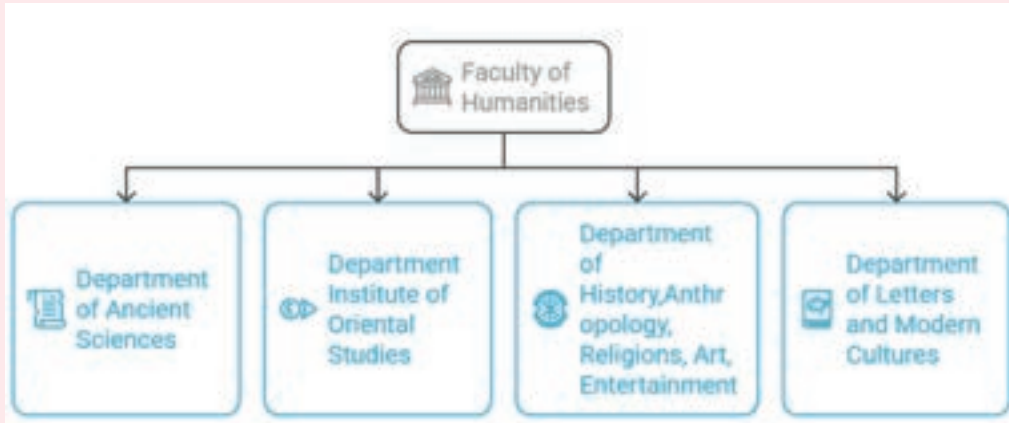 Faculty of
Humanities
Department
of Ancient
Sciences
Department
Institute of
Oriental
Studies
Department
of
History,Anthr
opology,
Religions, Art,
Entertainment
Department
of Letters
and Modern
Cultures